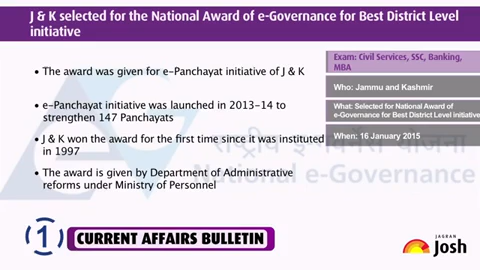 J & K selected for the National Award of e-Governance for Best District Level
initiative
• The award was given for e-Panchayat initiative of J & K
• e-Panchayat initiative was launched in 2013-14 to
strengthen 147 Panchayats
• J & K won the award for the first time since it was instituted
in 1997
• The award is given by Department of Administrative
reforms under Ministry of Personnel
Exam: Civil Services, SSC, Banking,
MBA
Who: Jammu and Kashmir
What: Selected for National Award of
e-Governance for Best District Level initiative
When: 16 January 2015
राष्ट्रीय ई-गवर्नेंस योजना
National e-Governance
1 CURRENT AFFAIRS BULLETIN
JAGRAN
Josh